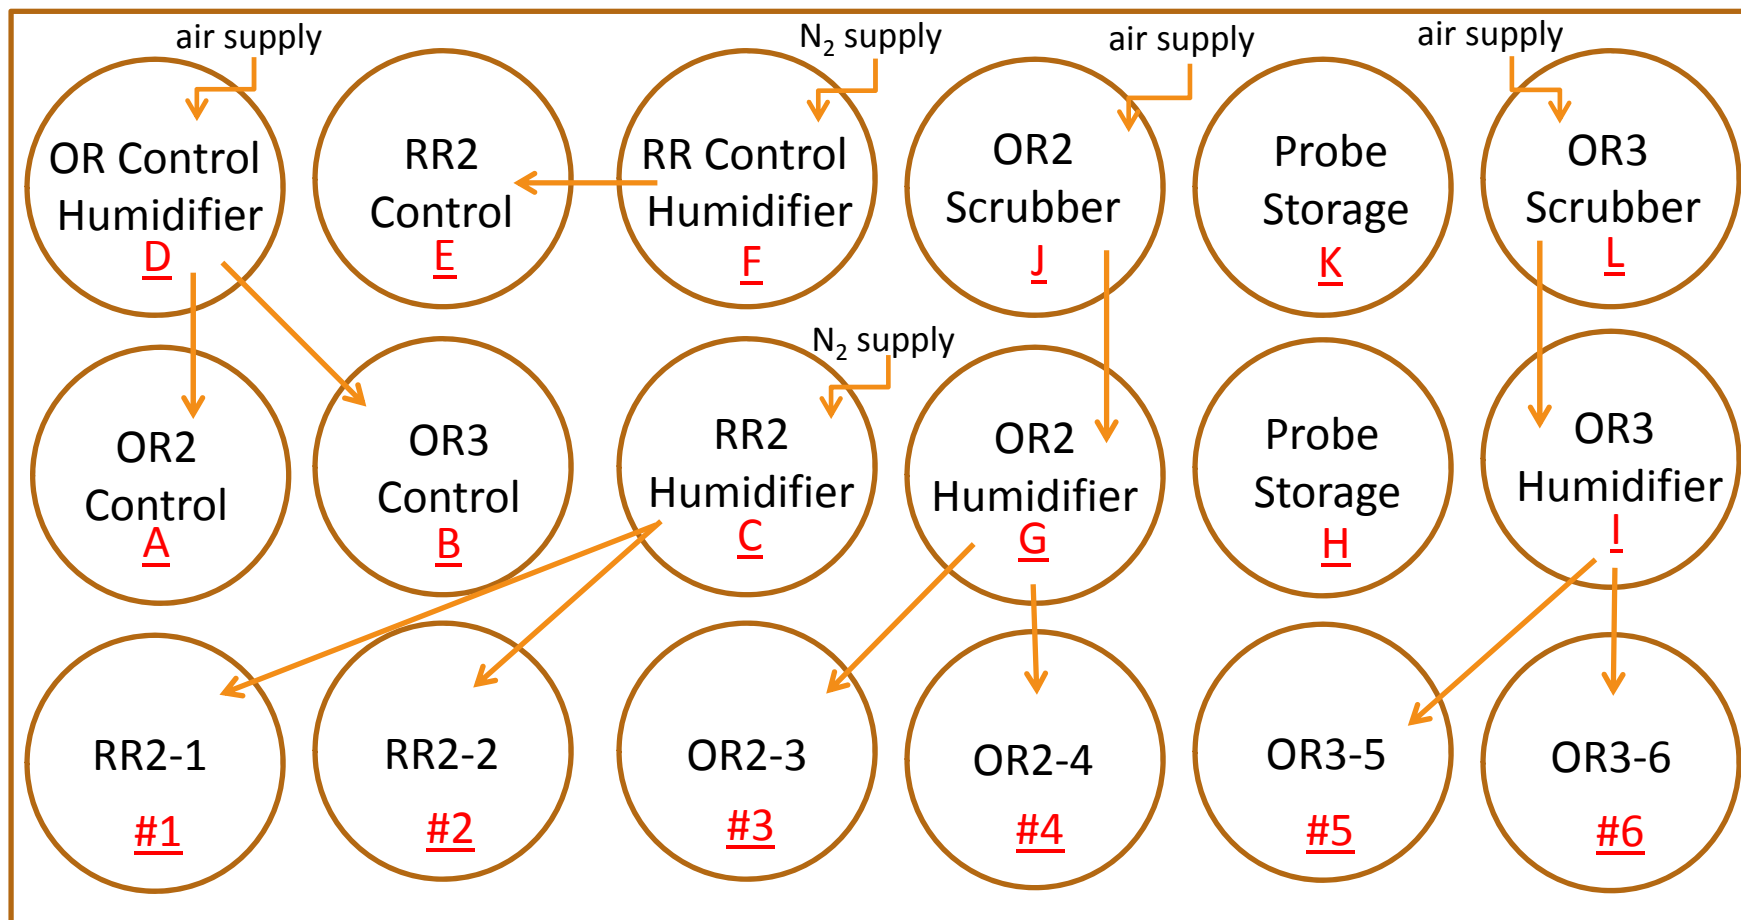 air supply
N₂ supply
air supply
air supply
OR Control
Humidifier
D
RR2
Control
E
RR Control
Humidifier
F
OR2
Scrubber
J
Probe
Storage
K
OR3
Scrubber
L
N₂ supply
OR2
Control
A
OR3
Control
B
RR2
Humidifier
C
OR2
Humidifier
G
Probe
Storage
H
OR3
Humidifier
I
RR2-1
#1
RR2-2
#2
OR2-3
#3
OR2-4
#4
OR3-5
#5
OR3-6
#6